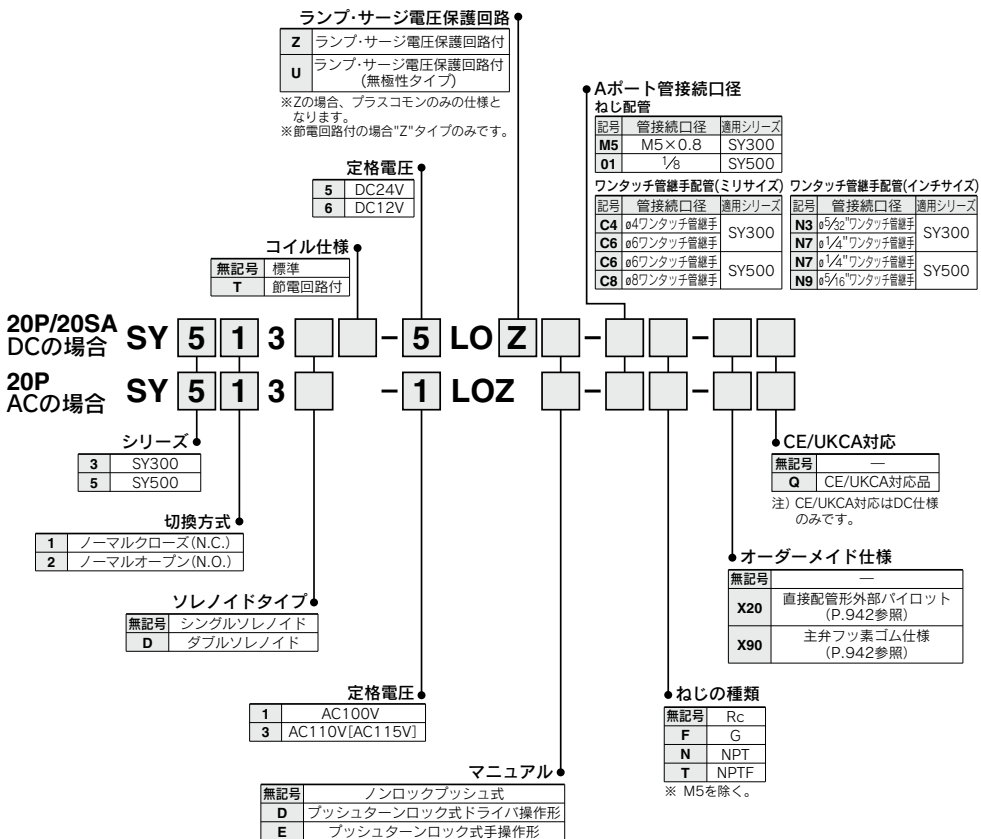 ランプ・サージ電圧保護回路
Z ランプ・サージ電圧保護回路付
U ランプ・サージ電圧保護回路付
(無極性タイプ)
※Zの場合、プラスコモンのみの仕様と
なります。
※節電回路付の場合"Z"タイプのみです。
定格電圧
5 DC24V
6 DC12V
コイル仕様
無記号 標準
T 節電回路付
Aポート管接続口径
ねじ配管
記号 管接続口径 適用シリーズ
M5 M5×0.8 SY300
01 1/8 SY500
ワンタッチ管継手配管(ミリサイズ)
記号 管接続口径 適用シリーズ
C4 ø4ワンタッチ管継手 SY300
C6 ø6ワンタッチ管継手
C6 ø6ワンタッチ管継手 SY500
C8 ø8ワンタッチ管継手
ワンタッチ管継手配管(インチサイズ)
記号 管接続口径 適用シリーズ
N3 ø5/32"ワンタッチ管継手 SY300
N7 ø1/4"ワンタッチ管継手
N7 ø1/4"ワンタッチ管継手 SY500
N9 ø5/16"ワンタッチ管継手
20P/20SA
DCの場合
SY 5 1 3 - 5 LO Z - -
20P
ACの場合
SY 5 1 3 - 1 LOZ - -
シリーズ
3 SY300
5 SY500
切換方式
1 ノーマルクローズ(N.C.)
2 ノーマルオープン(N.O.)
ソレノイドタイプ
無記号 シングルソレノイド
D ダブルソレノイド
定格電圧
1 AC100V
3 AC110V[AC115V]
マニュアル
無記号 ノンロックプッシュ式
D プッシュターンロック式ドライバ操作形
E プッシュターンロック式手操作形
CE/UKCA対応
無記号 ―
Q CE/UKCA対応品
注) CE/UKCA対応はDC仕様
のみです。
オーダーメイド仕様
無記号 ―
X20 直接配管形外部パイロット
(P.942参照)
X90 主弁フッ素ゴム仕様
(P.942参照)
ねじの種類
無記号 Rc
F G
N NPT
T NPTF
※ M5を除く。